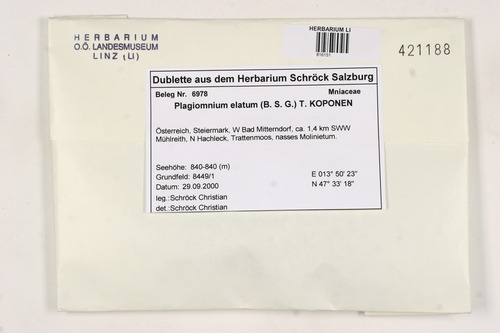 HERBARIUM
O.Ö. LANDESMUSEUM
LINZ (LI)
HERBARIUM LI
816151
421188
Dublette aus dem Herbarium Schröck Salzburg
Beleg Nr. 6978 Mniaceae
Plagiomnium elatum (B. S. G.) T. KOPONEN
Österreich, Steiermark, W Bad Mitterndorf, ca. 1,4 km SWW
Mühlreith, N Hachleck, Trattenmoos, nasses Molinietum.
Seehöhe: 840-840 (m)
Grundfeld: 8449/1 E 013° 50' 23"
Datum: 29.09.2000 N 47° 33' 18"
leg.:Schröck Christian
det.:Schröck Christian